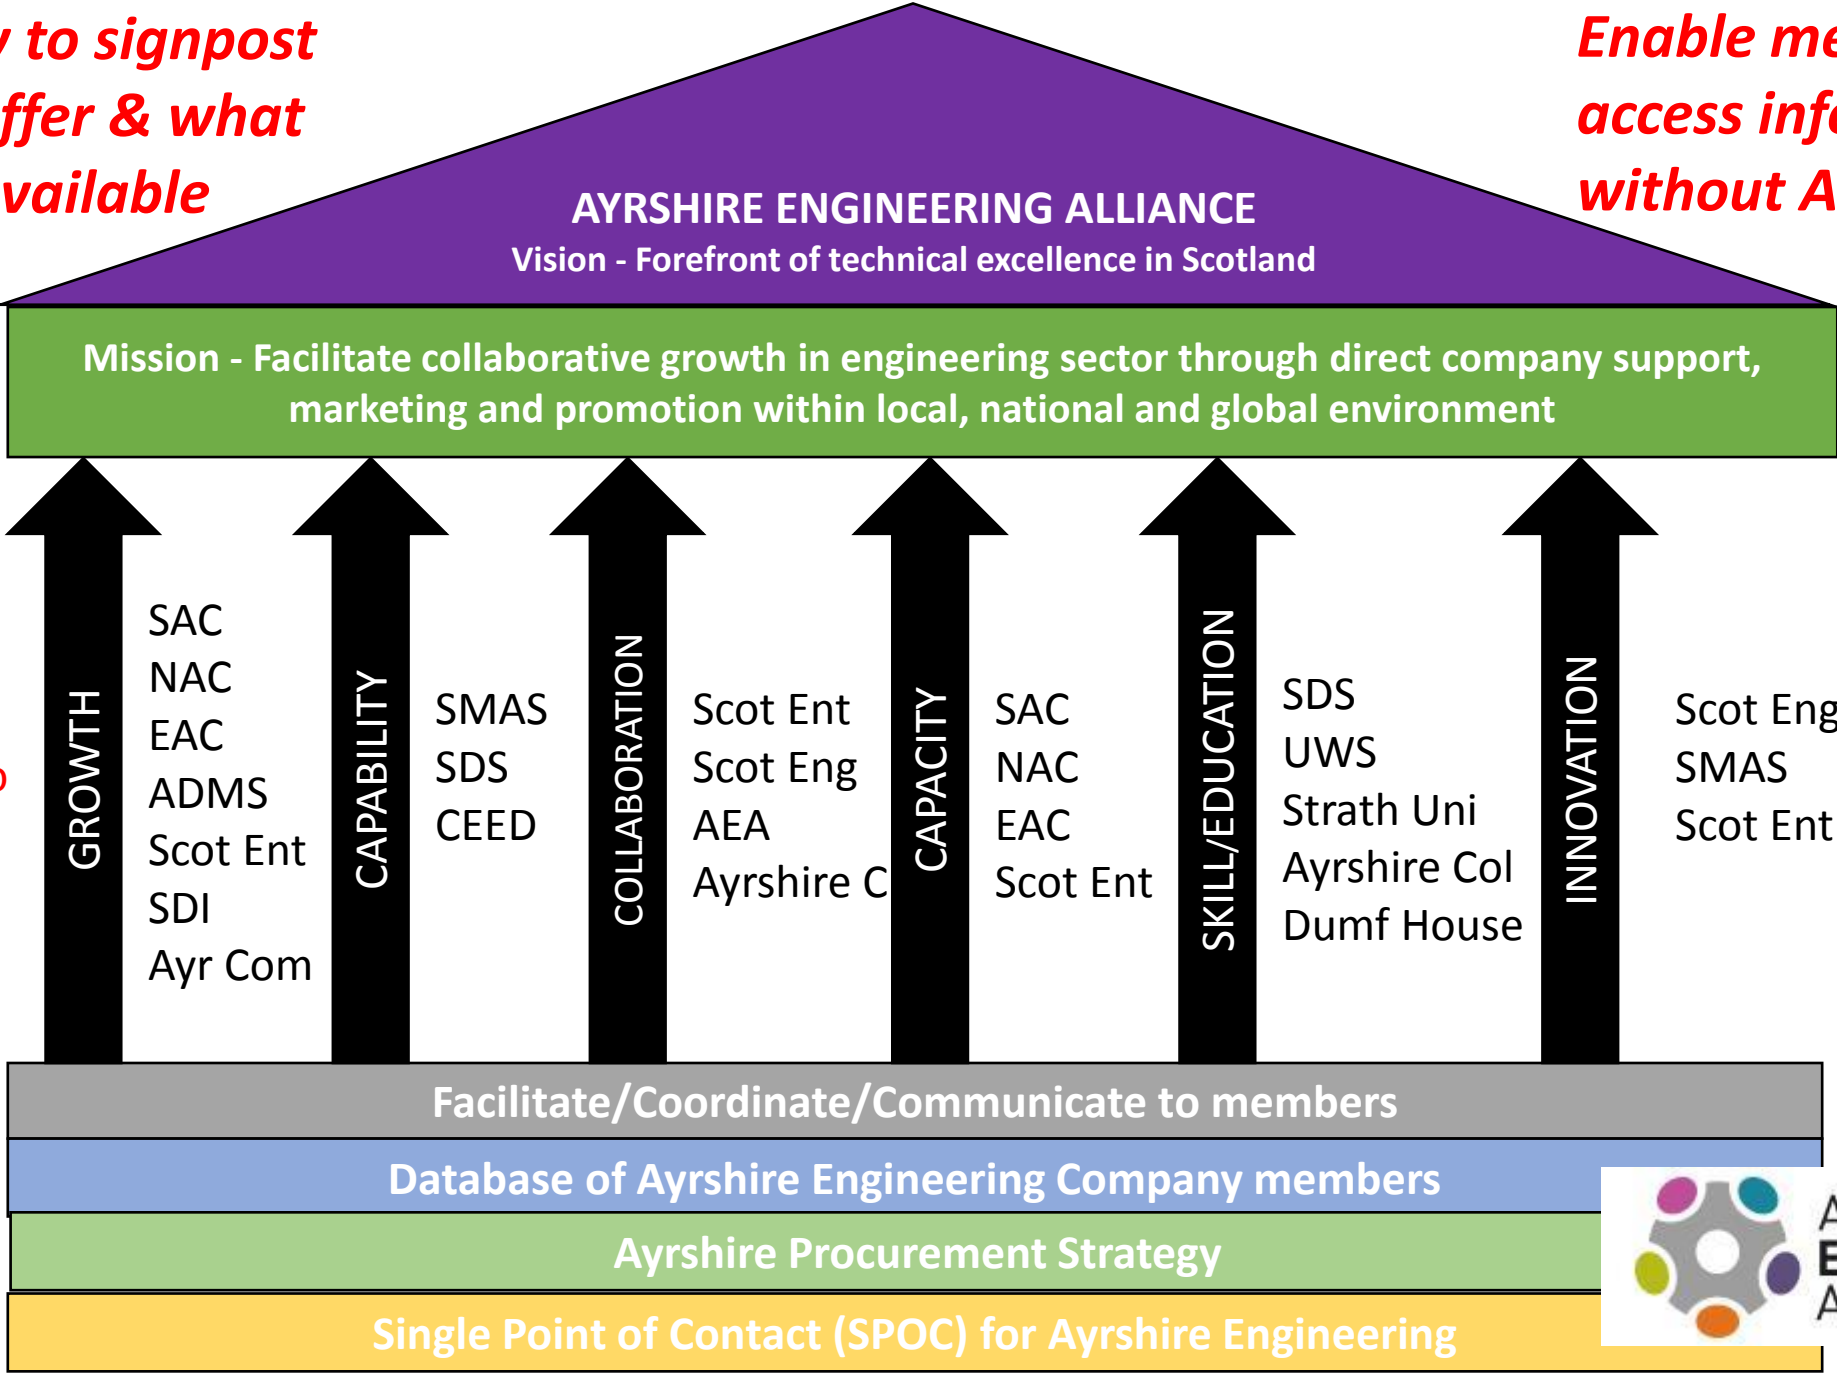 to signpost
& what
Enable
access
without
AYRSHIRE ENGINEERING ALLIANCE
Vision - Forefront of technical excellence in Scotland
Mission - Facilitate collaborative growth in engineering sector through direct company support,
marketing and promotion within local, national and global environment
GROWTH
SAC
NAC
EAC
ADMS
Scot Ent
SDI
Ayr Com
CAPABILITY
SMAS
SDS
CEED
COLLABORATION
Scot Ent
Scot Eng
AEA
Ayrshire C
CAPACITY
SAC
NAC
EAC
Scot Ent
SKILL/EDUCATION
SDS
UWS
Strath Uni
Ayrshire Col
Dumf House
INNOVATION
Scot Eng
SMAS
Scot Ent
Facilitate/Coordinate/Communicate to members
Database of Ayrshire Engineering Company members
Ayrshire Procurement Strategy
Single Point of Contact (SPOC) for Ayrshire Engineering